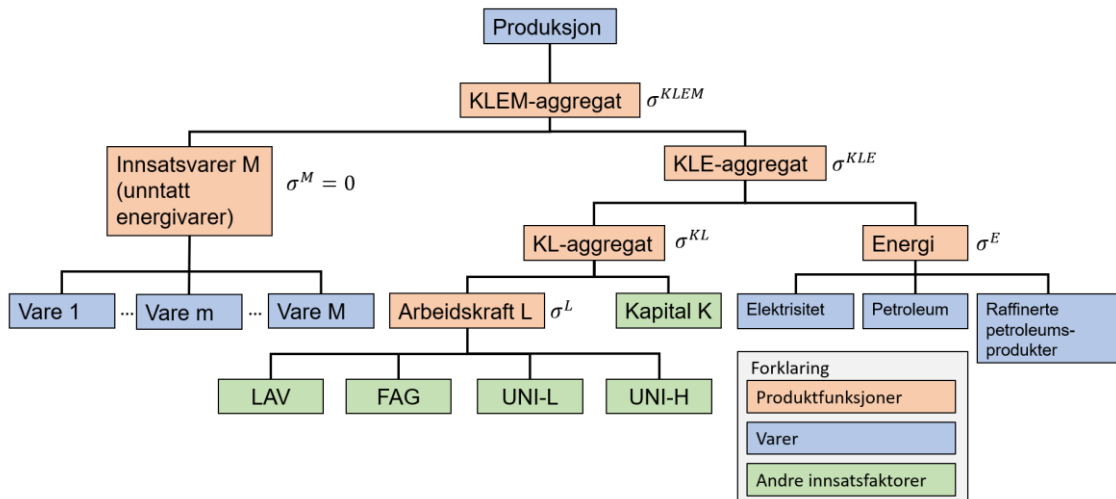 Produksjon
KLEM-aggregat
σ^KLEM
Innsatsvarer M
(unntatt
energivarer)
σ^M = 0
KLE-aggregat
σ^KLE
KL-aggregat
σ^KL
Energi
σ^E
Vare 1
...
Vare m
...
Vare M
Arbeidskraft L
σ^L
Kapital K
Elektrisitet
Petroleum
Raffinerte
petroleums-
produkter
LAV
FAG
UNI-L
UNI-H
Forklaring
Produktfunksjoner
Varer
Andre innsatsfaktorer